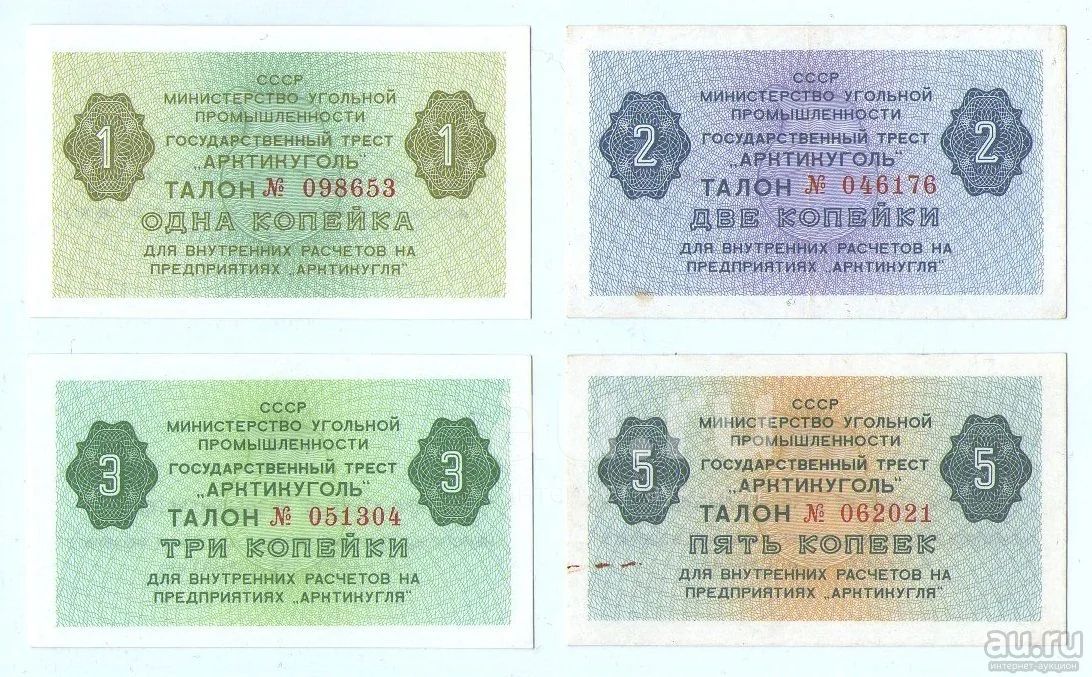 СССР
МИНИСТЕРСТВО УГОЛЬНОЙ
ПРОМЫШЛЕННОСТИ
ГОСУДАРСТВЕННЫЙ ТРЕСТ
1 „АРКТИКУГОЛЬ" 1
ТАЛОН № 098653
ОДНА КОПЕЙКА
ДЛЯ ВНУТРЕННИХ РАСЧЕТОВ НА
ПРЕДПРИЯТИЯХ „АРКТИКУГЛЯ"
СССР
МИНИСТЕРСТВО УГОЛЬНОЙ
ПРОМЫШЛЕННОСТИ
ГОСУДАРСТВЕННЫЙ ТРЕСТ
2 „АРКТИКУГОЛЬ" 2
ТАЛОН № 046176
ДВЕ КОПЕЙКИ
ДЛЯ ВНУТРЕННИХ РАСЧЕТОВ НА
ПРЕДПРИЯТИЯХ „АРКТИКУГЛЯ"
СССР
МИНИСТЕРСТВО УГОЛЬНОЙ
ПРОМЫШЛЕННОСТИ
ГОСУДАРСТВЕННЫЙ ТРЕСТ
3 „АРКТИКУГОЛЬ" 3
ТАЛОН № 051304
ТРИ КОПЕЙКИ
ДЛЯ ВНУТРЕННИХ РАСЧЕТОВ НА
ПРЕДПРИЯТИЯХ „АРКТИКУГЛЯ"
СССР
МИНИСТЕРСТВО УГОЛЬНОЙ
ПРОМЫШЛЕННОСТИ
ГОСУДАРСТВЕННЫЙ ТРЕСТ
5 „АРКТИКУГОЛЬ" 5
ТАЛОН № 062021
ПЯТЬ КОПЕЕК
ДЛЯ ВНУТРЕННИХ РАСЧЕТОВ НА
ПРЕДПРИЯТИЯХ „АРКТИКУГЛЯ"
au.ru
интернет-аукцион